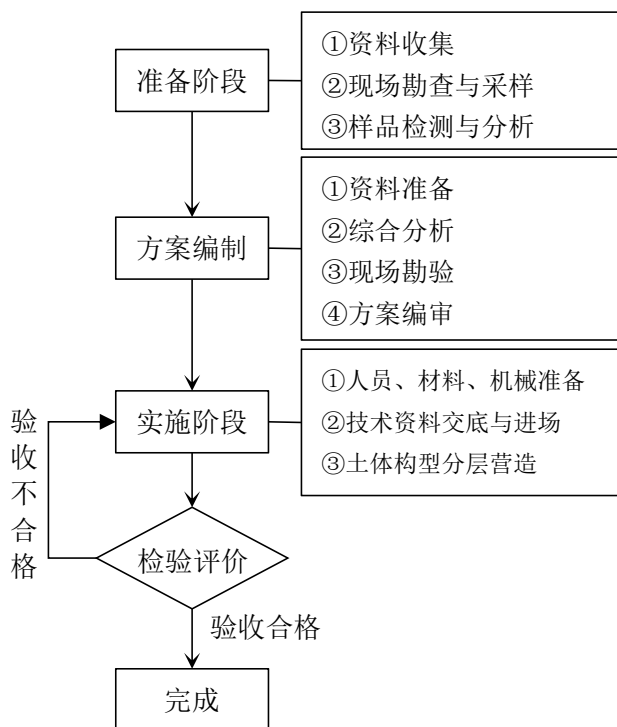 准备阶段
①资料收集
②现场勘查与采样
③样品检测与分析
方案编制
①资料准备
②综合分析
③现场勘验
④方案编审
实施阶段
①人员、材料、机械准备
②技术资料交底与进场
③土体构型分层营造
验收不合格
检验评价
验收合格
完成